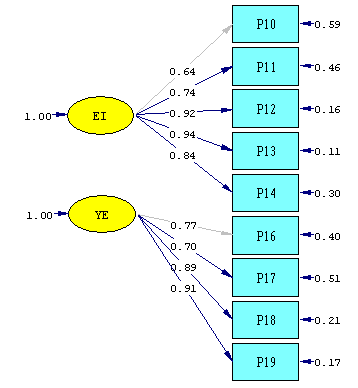 P10 0.59
0.64
P11 0.46
0.74
1.00 EI 0.92 P12 0.16
0.94
P13 0.11
0.84
P14 0.30
1.00 YE
0.77 P16 0.40
0.70
0.89 P17 0.51
0.91
P18 0.21
P19 0.17